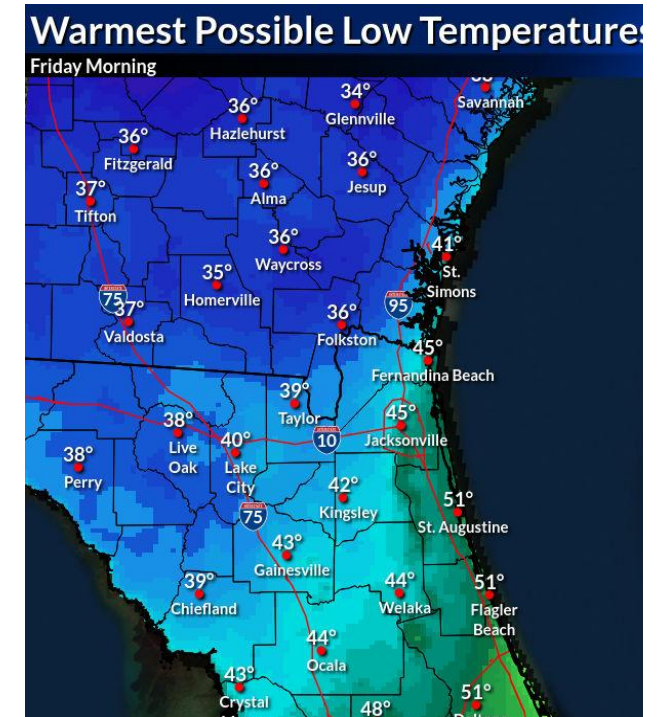 Warmest Possible Low Temperatures
Friday Morning
34°
Glennville
Savannah
36°
Hazlehurst
36°
Fitzgerald
36°
Jesup
36°
Alma
37°
Tifton
36°
Waycross
41°
St.
Simons
35°
Homerville
75
37°
Valdosta
95
36°
Folkston
45°
Fernandina Beach
39°
Taylor
38°
Live
Oak
40°
Lake
City
10
45°
Jacksonville
38°
Perry
42°
Kingsley
51°
St. Augustine
75
43°
Gainesville
39°
Chiefland
44°
Welaka
51°
Flagler
Beach
44°
Ocala
43°
Crystal
48°
51°